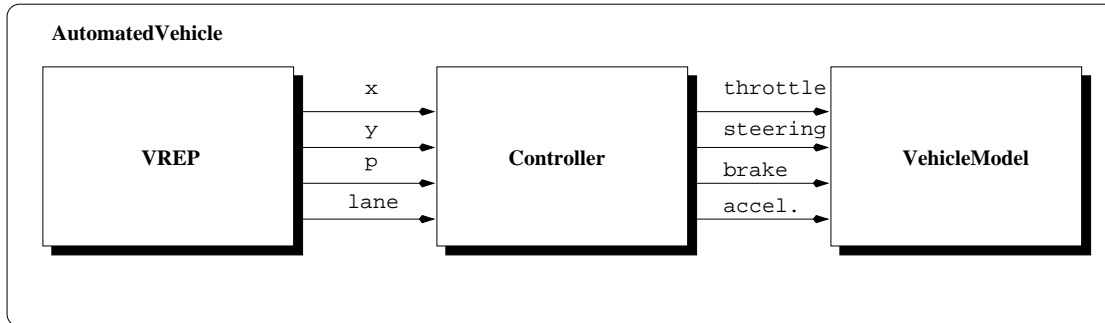 AutomatedVehicle
VREP
x
y
p
lane
Controller
throttle
steering
brake
accel.
VehicleModel